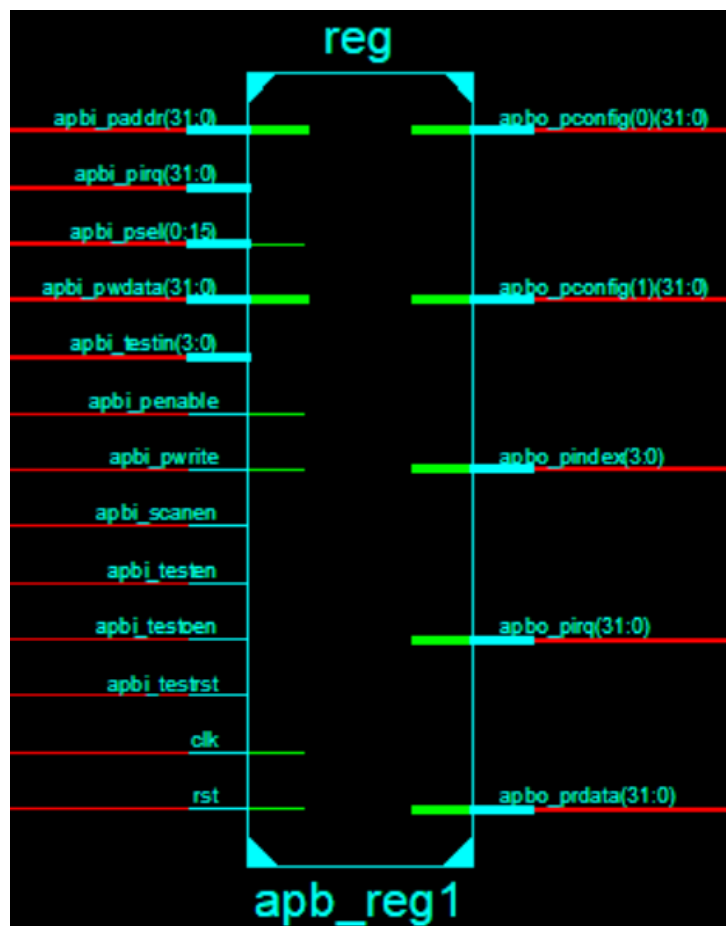 reg
apbi_paddr(31:0)
apbi_pirq(31:0)
apbi_psel(0:15)
apbi_pwdata(31:0)
apbi_testin(3:0)
apbi_penable
apbi_pwrite
apbi_scanen
apbi_testen
apbi_testoen
apbi_testrst
clk
rst
apbo_pconfig(0)(31:0)
apbo_pconfig(1)(31:0)
apbo_pindex(3:0)
apbo_pirq(31:0)
apbo_prdata(31:0)
apb_reg1